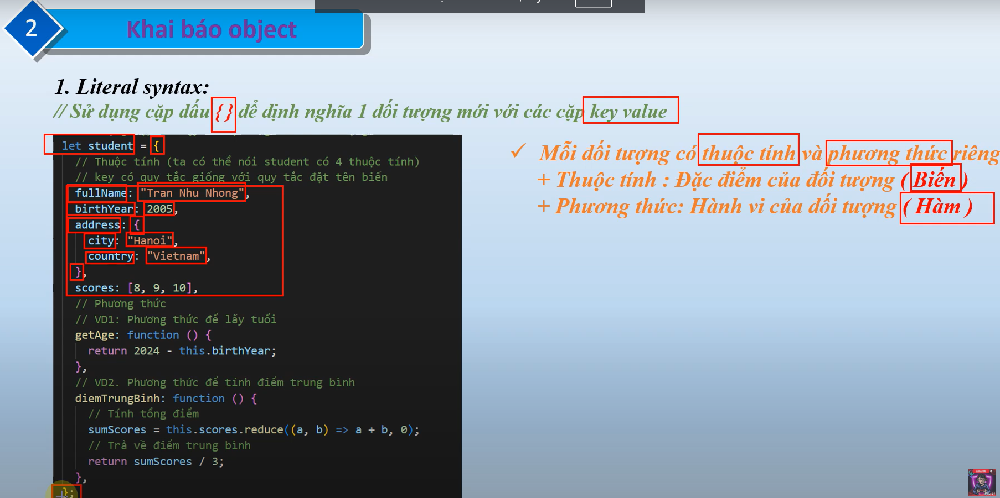 2
Khai báo object
1. Literal syntax:
// Sử dụng cặp dấu {} để định nghĩa 1 đối tượng mới với các cặp key value
let student = {
// Thuộc tính (ta có thể nói student có 4 thuộc tính)
// key có quy tắc giống với quy tắc đặt tên biến
fullName: "Tran Nhu Nhong",
birthYear: 2005,
address: {
city: "Hanoi",
country: "Vietnam",
},
scores: [8, 9, 10],
// Phương thức
// VD1: Phương thức để lấy tuổi
getAge: function () {
return 2024 - this.birthYear;
},
// VD2. Phương thức để tính điểm trung bình
diemTrungBinh: function () {
// Tính tổng điểm
sumScores = this.scores.reduce((a, b) => a + b, 0);
// Trả về điểm trung bình
return sumScores / 3;
},
};
✓ Mỗi đối tượng có thuộc tính và phương thức riêng
+ Thuộc tính : Đặc điểm của đối tượng ( Biến )
+ Phương thức: Hành vi của đối tượng ( Hàm )